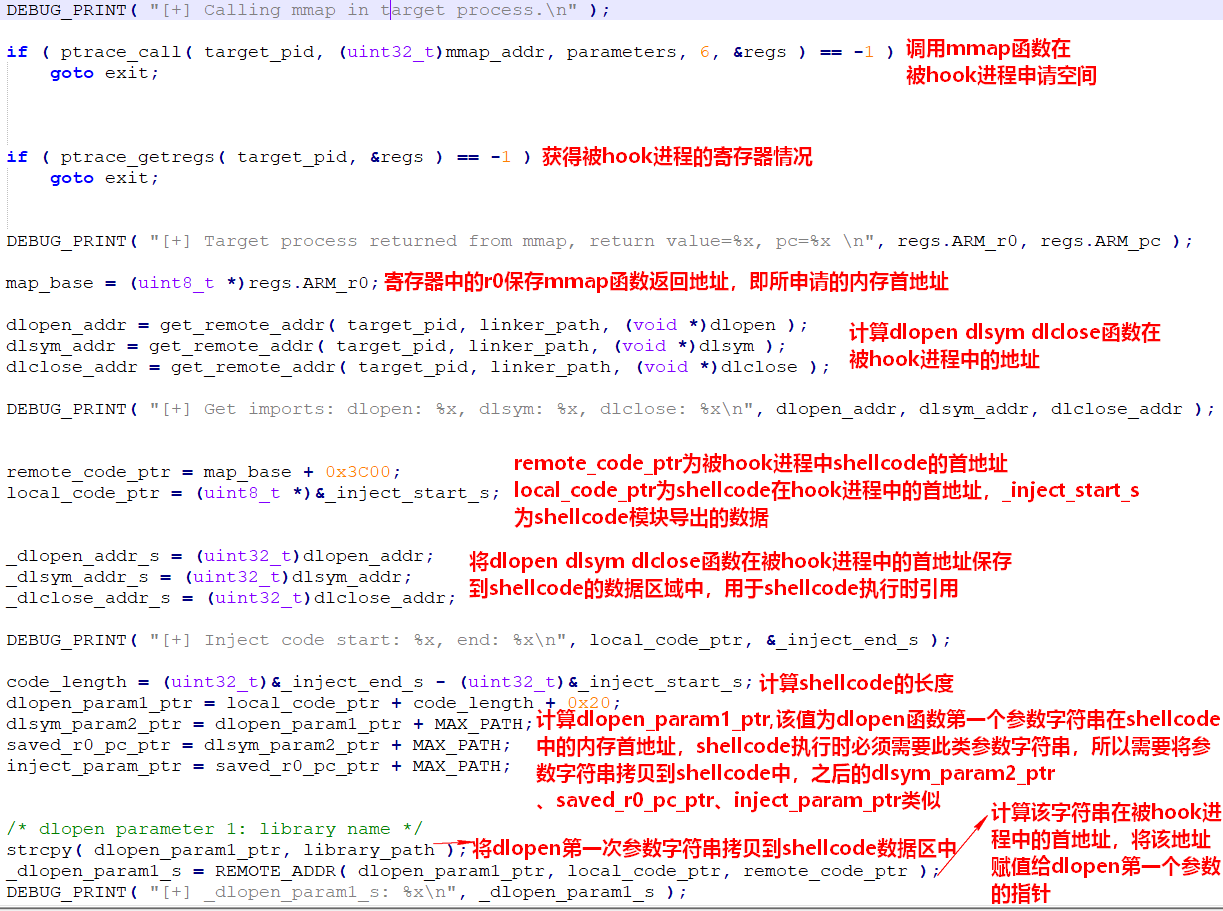 DEBUG_PRINT( "[+] Calling mmap in target process.\n" );
if ( ptrace_call( target_pid, (uint32_t)mmap_addr, parameters, 6, &regs ) == -1 )
调用mmap函数在
goto exit;
被hook进程申请空间
if ( ptrace_getregs( target_pid, &regs ) == -1 ) 获得被hook进程的寄存器情况
goto exit;
DEBUG_PRINT( "[+] Target process returned from mmap, return value=%x, pc=%x \n", regs.ARM_r0, regs.ARM_pc );
map_base = (uint8_t *)regs.ARM_r0; 寄存器中的r0保存mmap函数返回地址，即所申请的内存首地址
dlopen_addr = get_remote_addr( target_pid, linker_path, (void *)dlopen );
dlsym_addr = get_remote_addr( target_pid, linker_path, (void *)dlsym );
dlclose_addr = get_remote_addr( target_pid, linker_path, (void *)dlclose );
计算dlopen dlsym dlclose函数在
被hook进程中的地址
DEBUG_PRINT( "[+] Get imports: dlopen: %x, dlsym: %x, dlclose: %x\n", dlopen_addr, dlsym_addr, dlclose_addr );
remote_code_ptr = map_base + 0x3C00;
local_code_ptr = (uint8_t *)&_inject_start_s;
remote_code_ptr为被hook进程中shellcode的首地址
local_code_ptr为shellcode在hook进程中的首地址，_inject_start_s
为shellcode模块导出的数据
_dlopen_addr_s = (uint32_t)dlopen_addr;
_dlsym_addr_s = (uint32_t)dlsym_addr;
_dlclose_addr_s = (uint32_t)dlclose_addr;
将dlopen dlsym dlclose函数在被hook进程中的首地址保存
到shellcode的数据区域中，用于shellcode执行时引用
DEBUG_PRINT( "[+] Inject code start: %x, end: %x\n", local_code_ptr, &_inject_end_s );
code_length = (uint32_t)&_inject_end_s - (uint32_t)&_inject_start_s; 计算shellcode的长度
dlopen_param1_ptr = local_code_ptr + code_length + 0x20;
dlsym_param2_ptr = dlopen_param1_ptr + MAX_PATH;
saved_r0_pc_ptr = dlsym_param2_ptr + MAX_PATH;
inject_param_ptr = saved_r0_pc_ptr + MAX_PATH;
计算dlopen_param1_ptr,该值为dlopen函数第一个参数字符串在shellcode
中的内存首地址，shellcode执行时必须需要此类参数字符串，所以需要将参
数字符串拷贝到shellcode中，之后的dlsym_param2_ptr
、saved_r0_pc_ptr、inject_param_ptr类似
/* dlopen parameter 1: library name */
strcpy( dlopen_param1_ptr, library_path ); 将dlopen第一次参数字符串拷贝到shellcode数据区中
_dlopen_param1_s = REMOTE_ADDR( dlopen_param1_ptr, local_code_ptr, remote_code_ptr );
DEBUG_PRINT( "[+] _dlopen_param1_s: %x\n", _dlopen_param1_s );
计算该字符串在被hook进
程中的首地址，将该地址
赋值给dlopen第一个参数
的指针